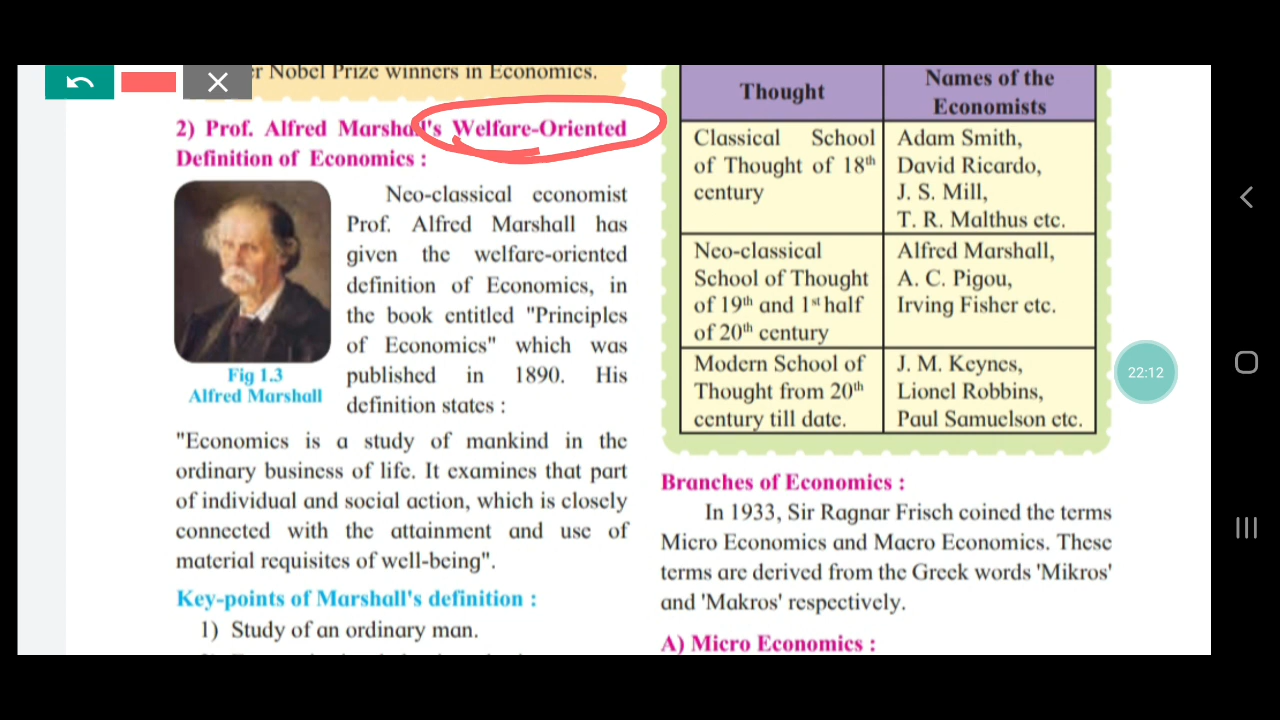 er Nobel Prize winners in Economics.
2) Prof. Alfred Marshall's Welfare-Oriented
Definition of Economics :
Neo-classical economist
Prof. Alfred Marshall has
given the welfare-oriented
definition of Economics, in
the book entitled "Principles
of Economics" which was
published in 1890. His
definition states :
Fig 1.3
Alfred Marshall
"Economics is a study of mankind in the
ordinary business of life. It examines that part
of individual and social action, which is closely
connected with the attainment and use of
material requisites of well-being".
Key-points of Marshall's definition :
1) Study of an ordinary man.
Thought
Names of the
Economists
Classical School
of Thought of 18th
century
Adam Smith,
David Ricardo,
J. S. Mill,
T. R. Malthus etc.
Neo-classical
School of Thought
of 19th and 1st half
of 20th century
Alfred Marshall,
A. C. Pigou,
Irving Fisher etc.
Modern School of
Thought from 20th
century till date.
J. M. Keynes,
Lionel Robbins,
Paul Samuelson etc.
Branches of Economics :
In 1933, Sir Ragnar Frisch coined the terms
Micro Economics and Macro Economics. These
terms are derived from the Greek words 'Mikros'
and 'Makros' respectively.
A) Micro Economics :
22:12